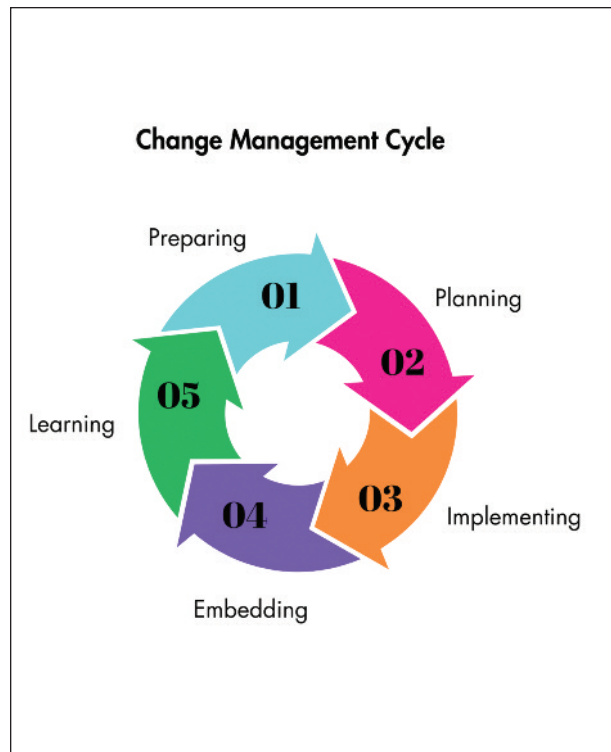 Change Management Cycle
Preparing
01
Planning
02
Implementing
03
Embedding
04
Learning
05